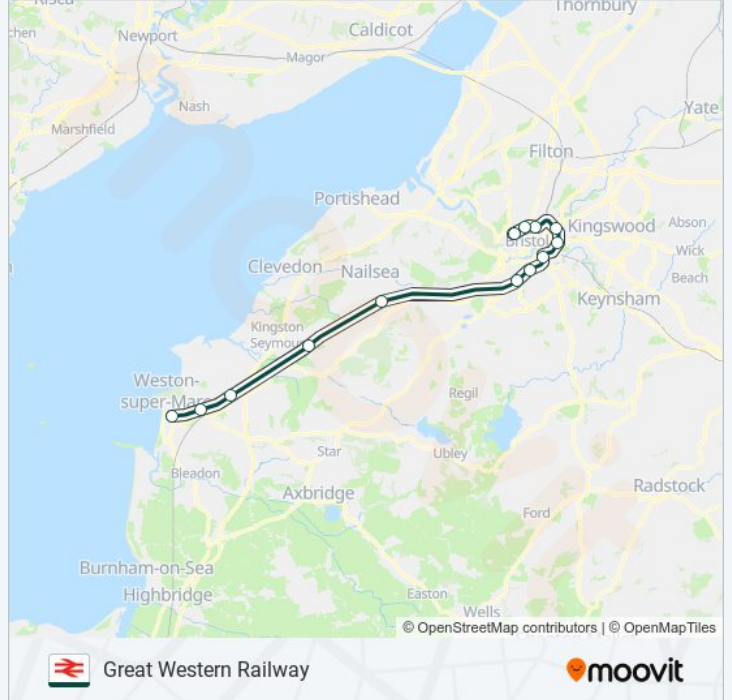 Thornbury
Caldicot
Newport
Magor
Nash
Yate
Marshfield
Filton
Portishead
Kingswood
Abson
Bristol
Wick
Clevedon
Nailsea
Beach
Keynsham
Kingston
Seymour
Weston-
super-Mare
Regil
Star
Ubley
Bleadon
Axbridge
Radstock
Ford
Burnham-on-Sea
Highbridge
Easton
Wells
© OpenStreetMap contributors | © OpenMapTiles
Great Western Railway
moovit